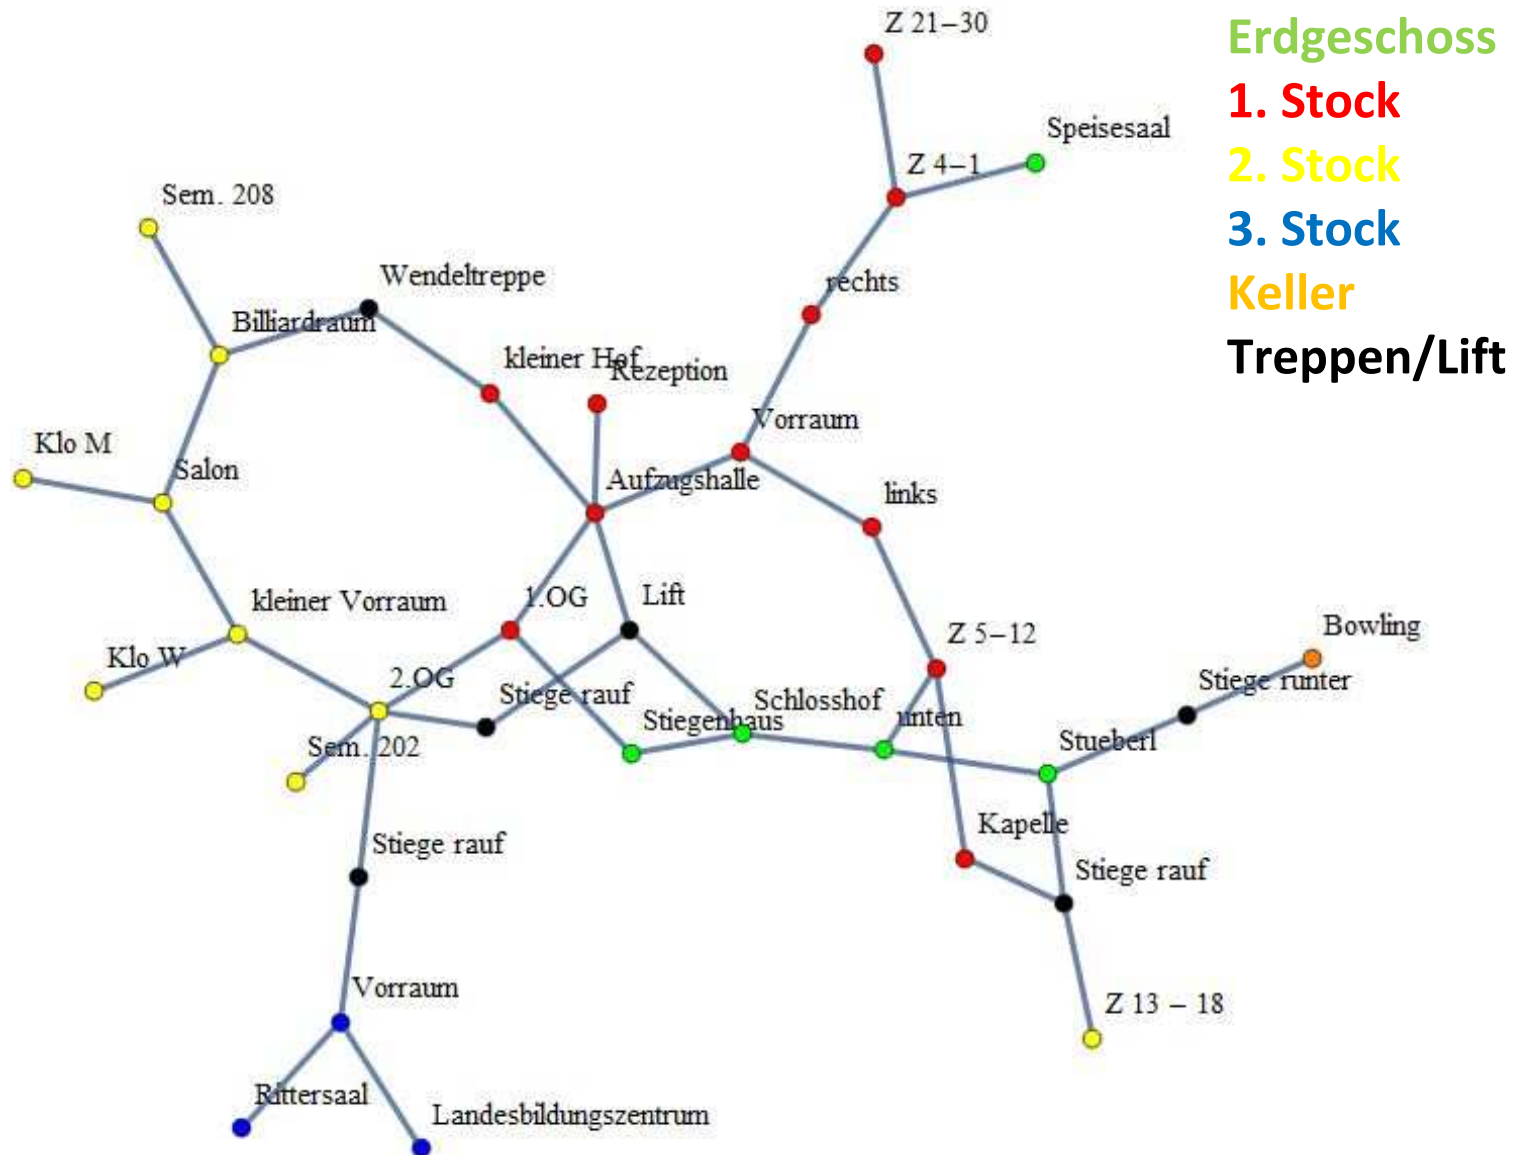 Z 21–30
Erdgeschoss
1. Stock
Speisesaal
Z 4–1
2. Stock
Sem. 208
3. Stock
Wendeltreppe
rechts
Keller
Billiardraum
kleiner Hof
Rezeption
Treppen/Lift
Vorraum
Klo M
Salon
Aufzugshalle
links
kleiner Vorraum
1.OG
Lift
Z 5–12
Bowling
Klo W
2.OG
Stiege rauf
Schlosshof
Stiege runter
Stiegenhaus
unten
Sem. 202
Stueberl
Kapelle
Stiege rauf
Stiege rauf
Vorraum
Z 13 – 18
Rittersaal
Landesbildungszentrum